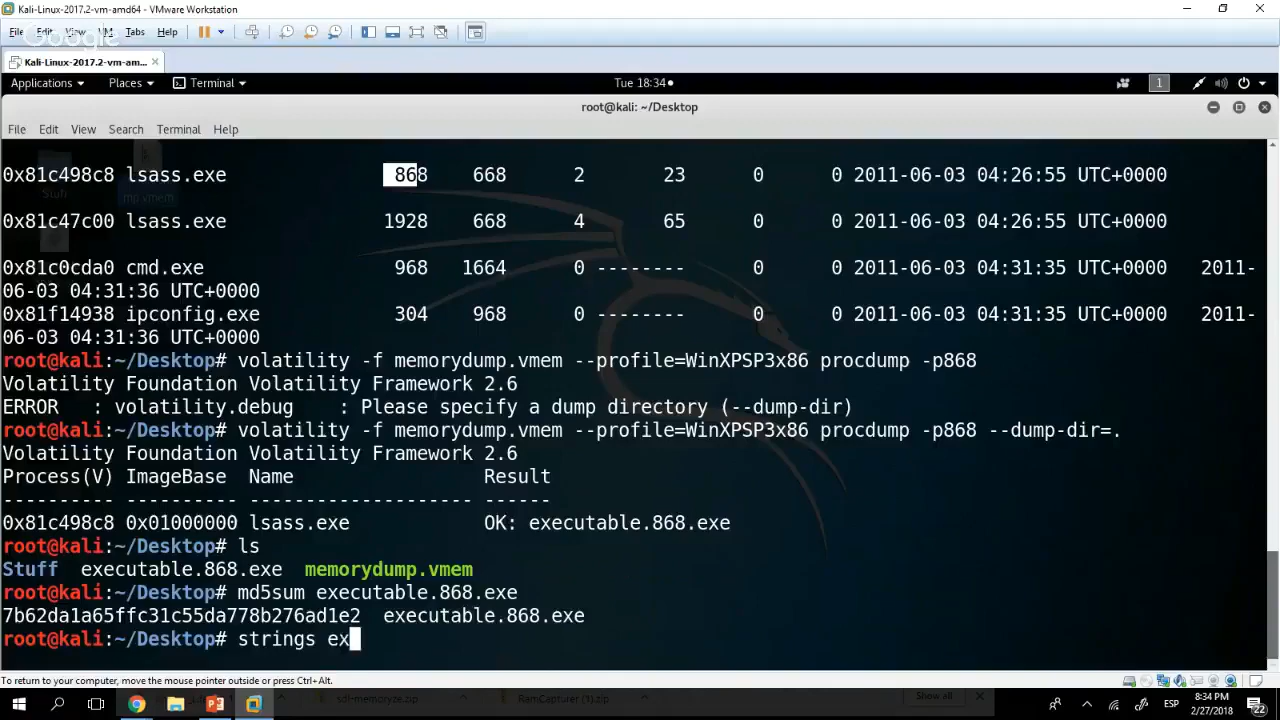 Kali-Linux-2017.2-vm-amd64 - VMware Workstation
File Edit View VM Tabs Help
Google
Kali-Linux-2017.2-vm-am...
Applications Places Terminal Tue 18:34 1
root@kali: ~/Desktop
File Edit View Search Terminal Help
0x81c498c8 lsass.exe 868 668 2 23 0 0 2011-06-03 04:26:55 UTC+0000
0x81c47c00 lsass.exe 1928 668 4 65 0 0 2011-06-03 04:26:55 UTC+0000
0x81c0cda0 cmd.exe 968 1664 0 -------- 0 0 2011-06-03 04:31:35 UTC+0000 2011-
06-03 04:31:36 UTC+0000
0x81f14938 ipconfig.exe 304 968 0 -------- 0 0 2011-06-03 04:31:35 UTC+0000 2011-
06-03 04:31:36 UTC+0000
root@kali:~/Desktop# volatility -f memorydump.vmem --profile=WinXPSP3x86 procdump -p868
Volatility Foundation Volatility Framework 2.6
ERROR : volatility.debug : Please specify a dump directory (--dump-dir)
root@kali:~/Desktop# volatility -f memorydump.vmem --profile=WinXPSP3x86 procdump -p868 --dump-dir=.
Volatility Foundation Volatility Framework 2.6
Process(V) ImageBase Name Result
---------- ---------- -------------------- ------
0x81c498c8 0x01000000 lsass.exe OK: executable.868.exe
root@kali:~/Desktop# ls
Stuff executable.868.exe memorydump.vmem
root@kali:~/Desktop# md5sum executable.868.exe
7b62da1a65ffc31c55da778b276ad1e2 executable.868.exe
root@kali:~/Desktop# strings ex
To return to your computer, move the mouse pointer outside or press Ctrl+Alt.
RamCapturer (1).zip Show all
ESP 8:34 PM
2/27/2018 22